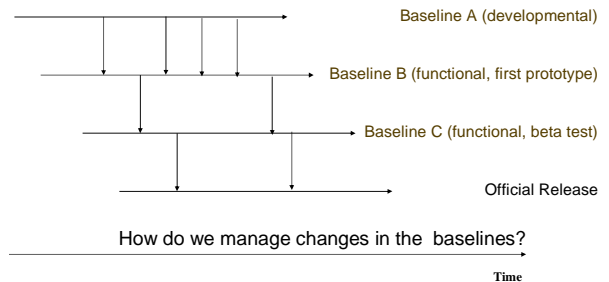 Baseline A (developmental)
Baseline B (functional, first prototype)
Baseline C (functional, beta test)
Official Release
How do we manage changes in the  baselines?
Time